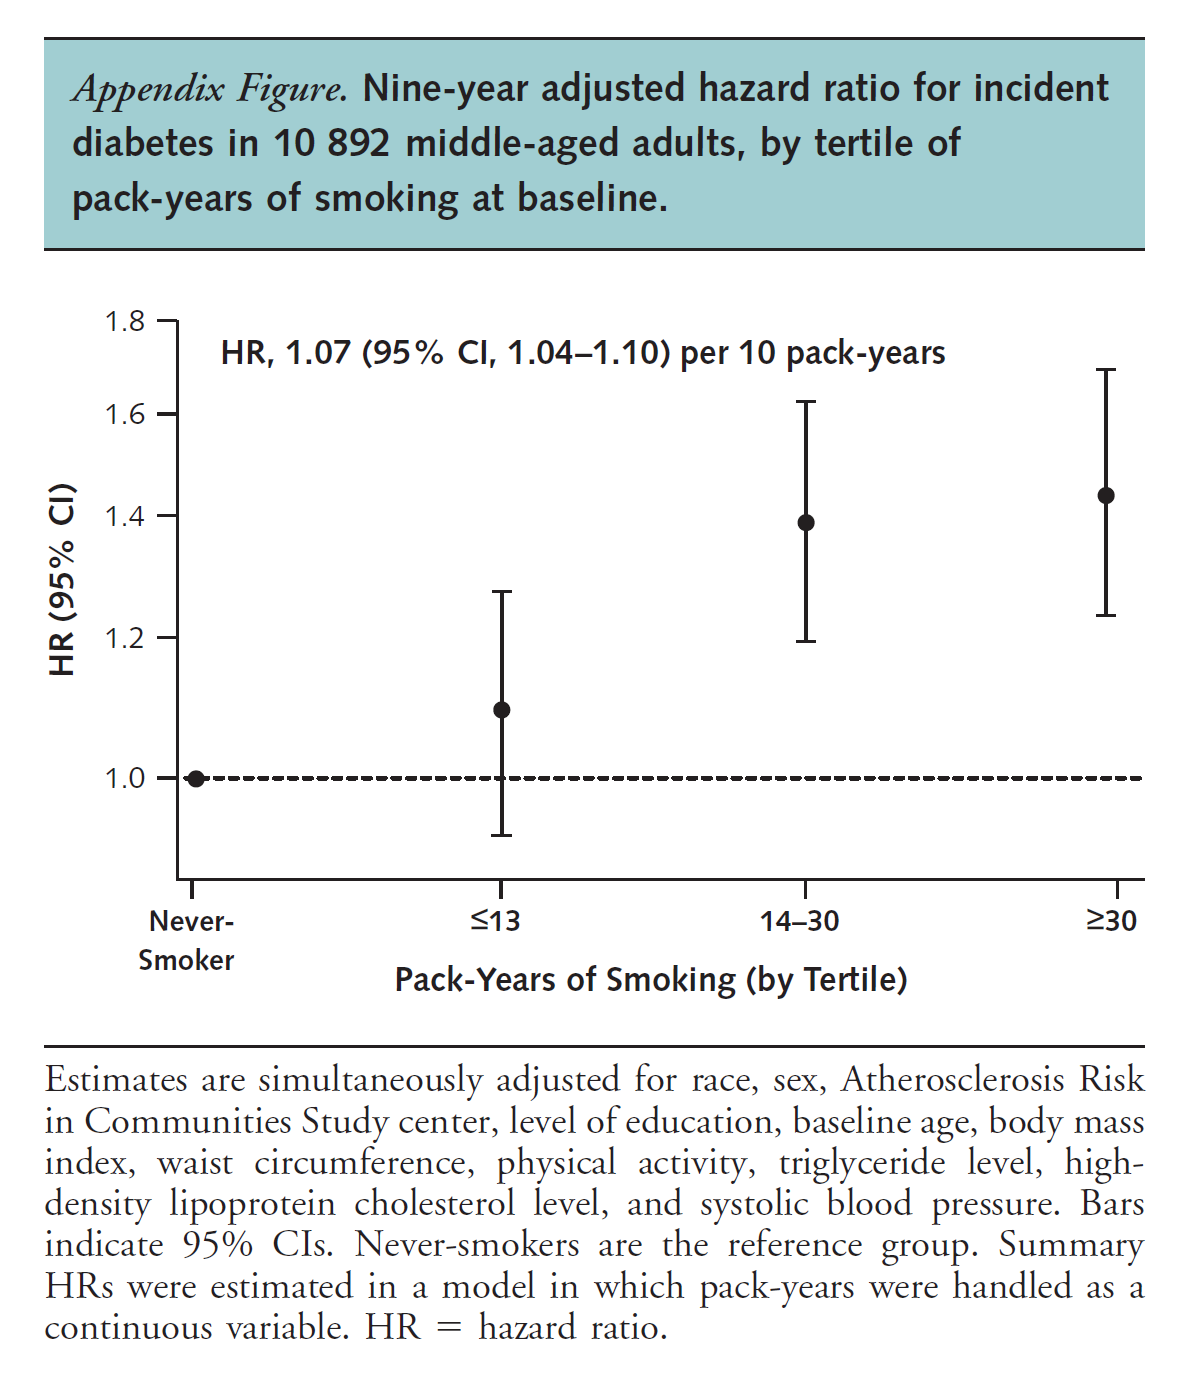 Appendix Figure. Nine-year adjusted hazard ratio for incident
diabetes in 10 892 middle-aged adults, by tertile of
pack-years of smoking at baseline.
HR, 1.07 (95% CI, 1.04–1.10) per 10 pack-years
HR (95% CI)
1.8
1.6
1.4
1.2
1.0
Never-
Smoker
≤13
14–30
≥30
Pack-Years of Smoking (by Tertile)
Estimates are simultaneously adjusted for race, sex, Atherosclerosis Risk
in Communities Study center, level of education, baseline age, body mass
index, waist circumference, physical activity, triglyceride level, high-
density lipoprotein cholesterol level, and systolic blood pressure. Bars
indicate 95% CIs. Never-smokers are the reference group. Summary
HRs were estimated in a model in which pack-years were handled as a
continuous variable. HR = hazard ratio.